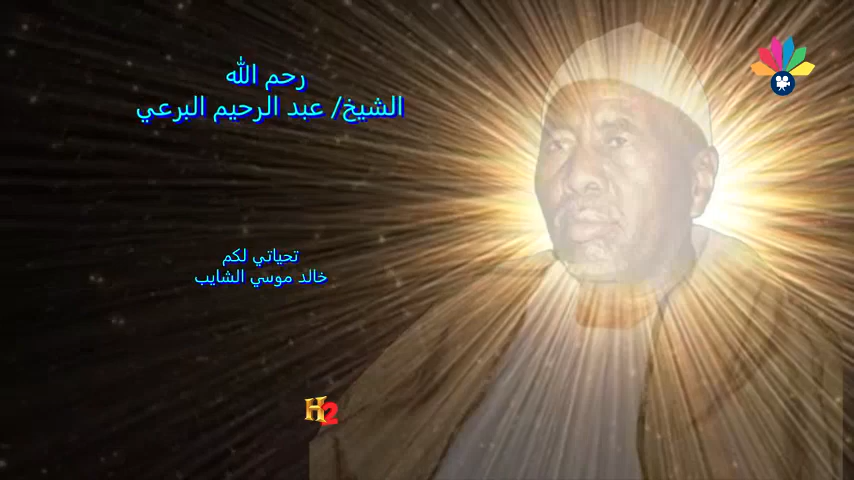 رحم الله
الشيخ/ عبد الرحيم البرعي
تحياتي لكم
خالد موسي الشايب
H2